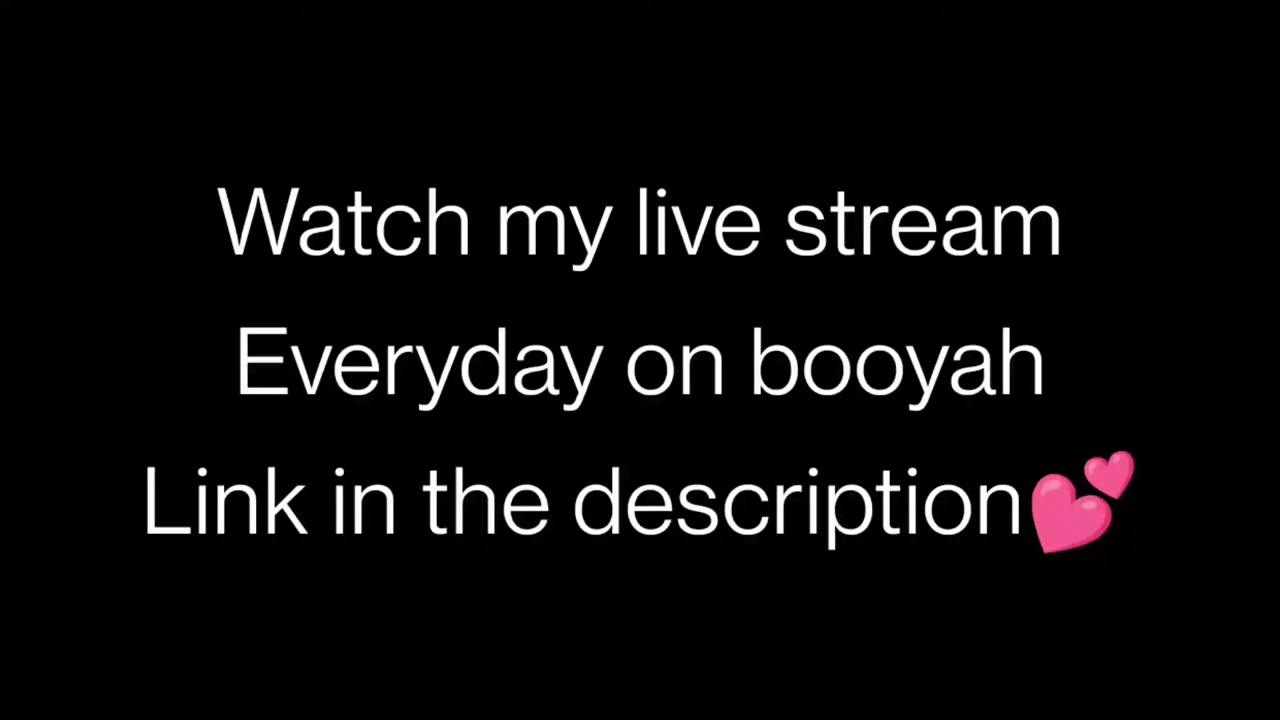 Watch my live stream
Everyday on booyah
Link in the description💕